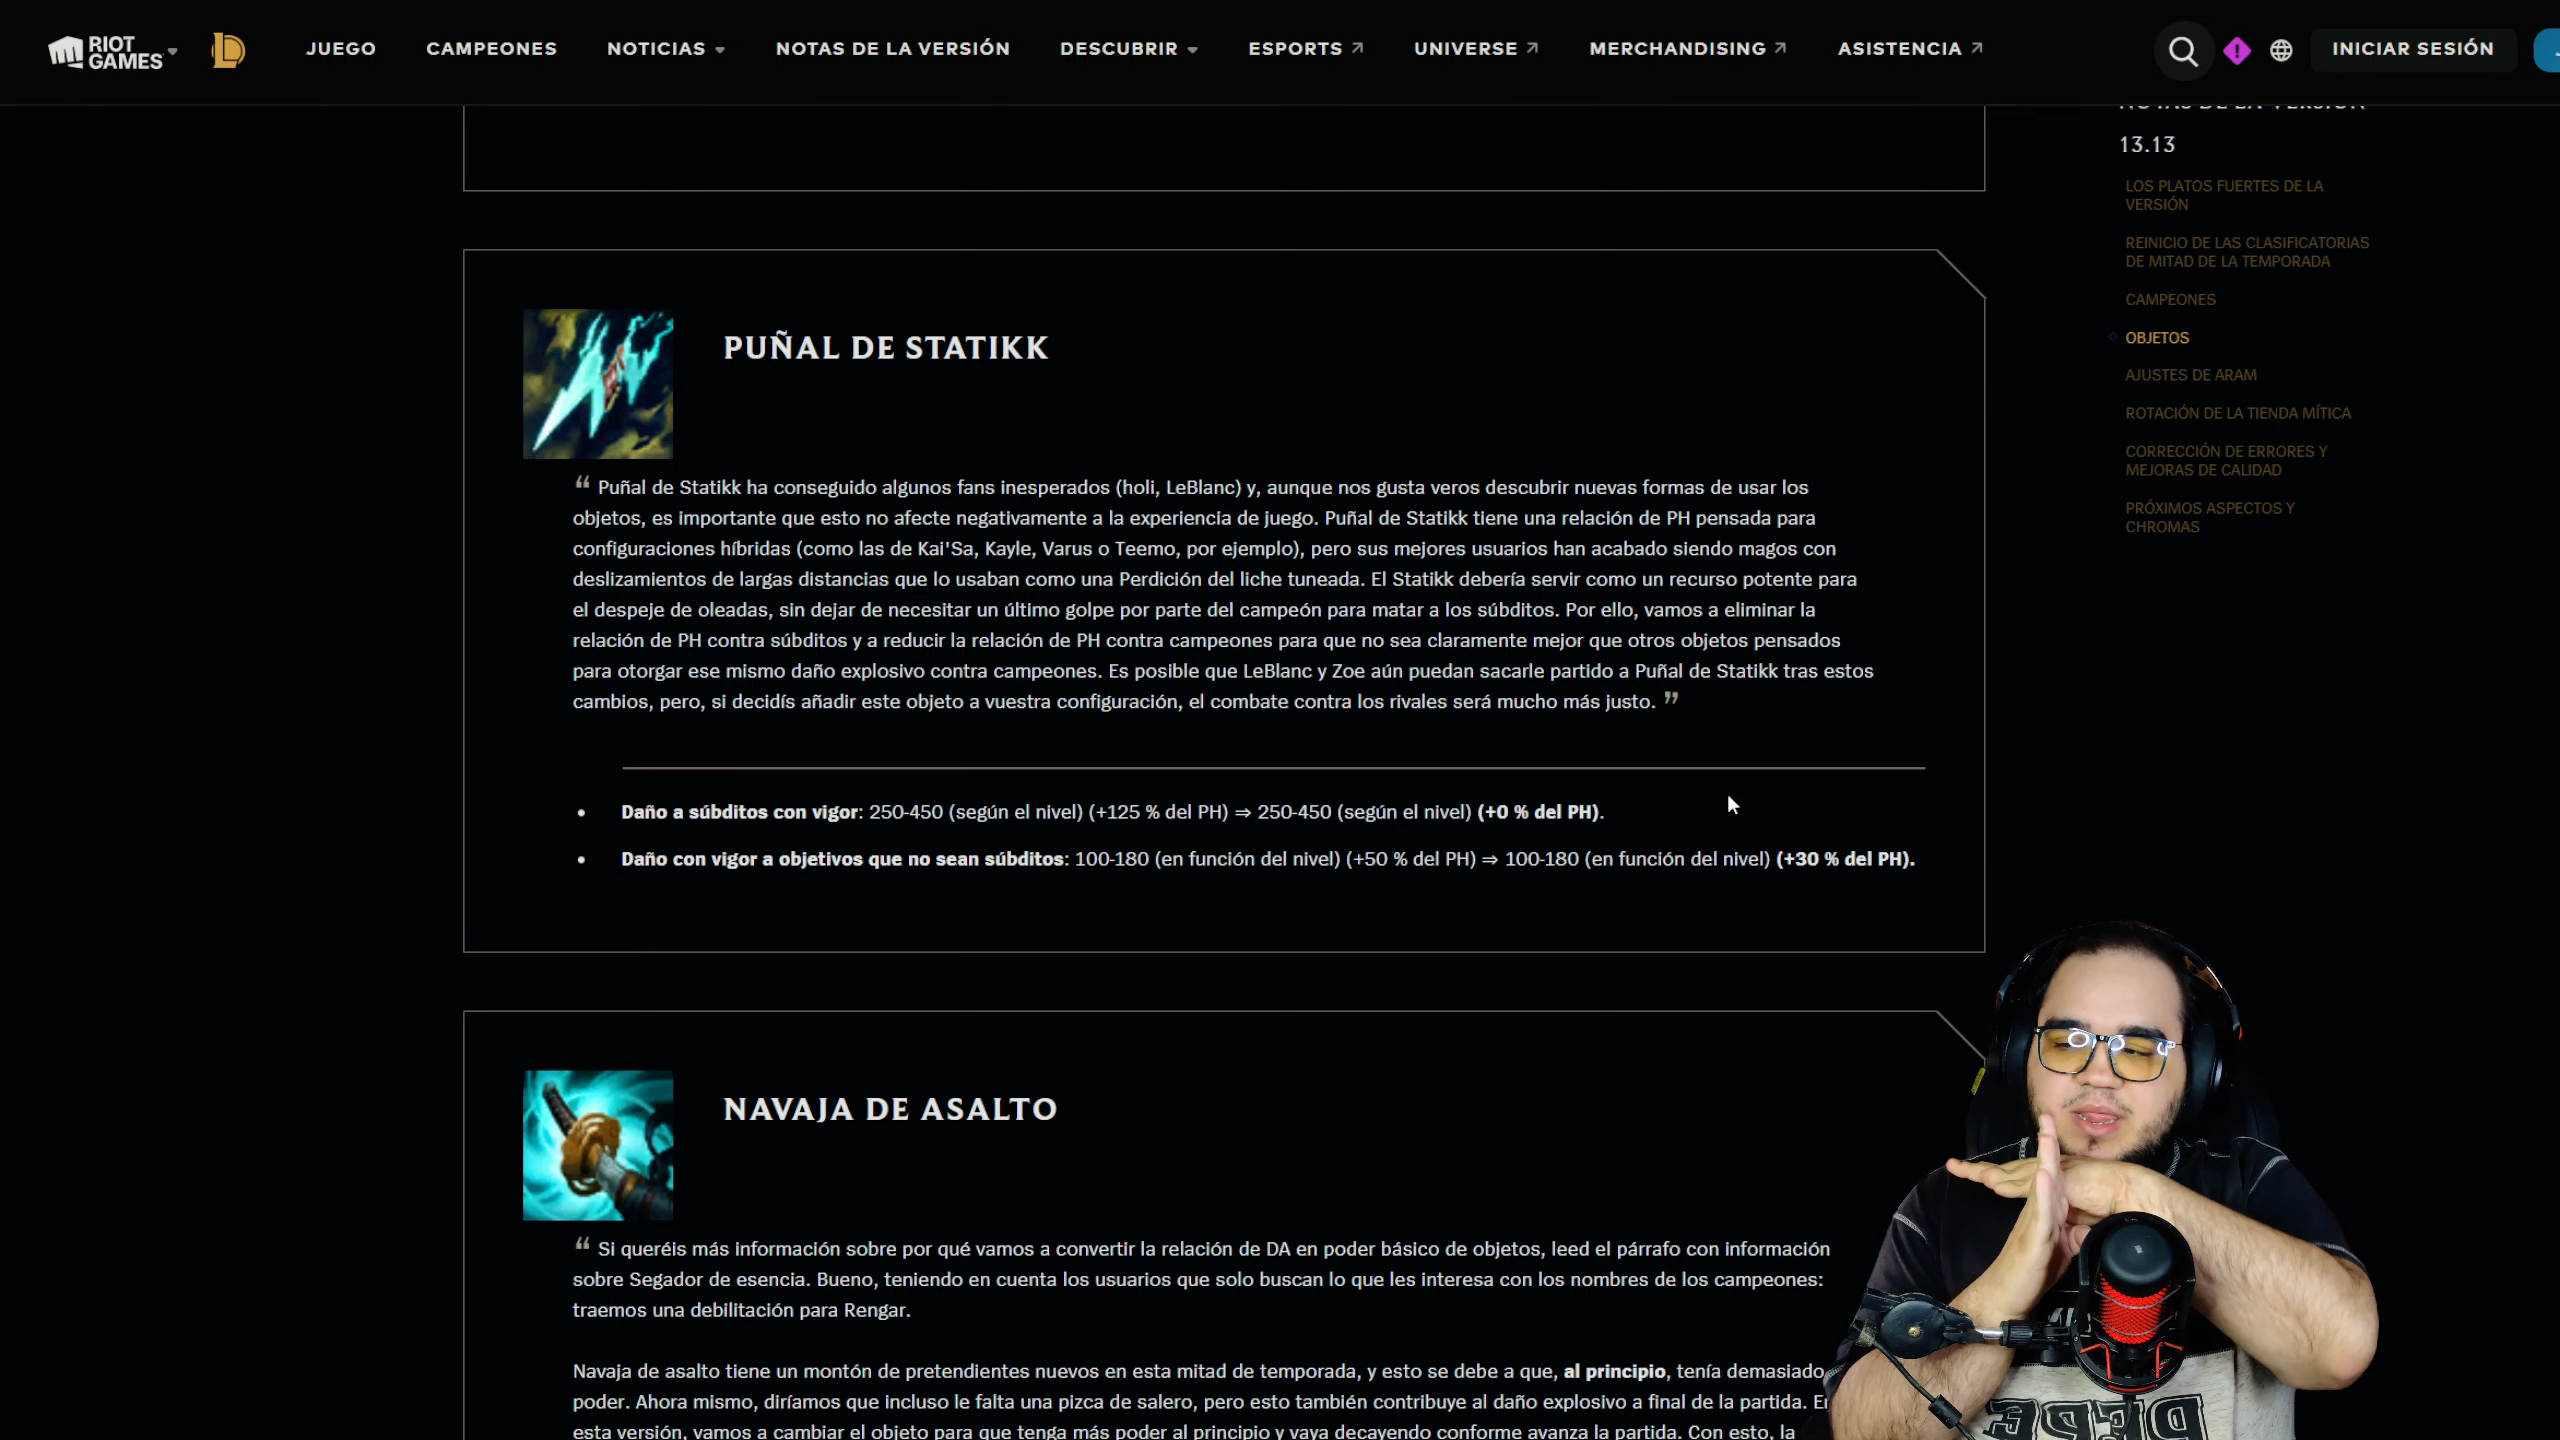 RIOT GAMES
JUEGO
CAMPEONES
NOTICIAS
NOTAS DE LA VERSIÓN
DESCUBRIR
ESPORTS
UNIVERSE
MERCHANDISING
ASISTENCIA
INICIAR SESIÓN
NOTAS DE LA VERSIÓN
13.13
LOS PLATOS FUERTES DE LA
VERSIÓN
REINICIO DE LAS CLASIFICATORIAS
DE MITAD DE LA TEMPORADA
CAMPEONES
OBJETOS
AJUSTES DE ARAM
ROTACIÓN DE LA TIENDA MÍTICA
CORRECCIÓN DE ERRORES Y
MEJORAS DE CALIDAD
PRÓXIMOS ASPECTOS Y
CHROMAS
PUÑAL DE STATIKK
“ Puñal de Statikk ha conseguido algunos fans inesperados (holi, LeBlanc) y, aunque nos gusta veros descubrir nuevas formas de usar los
objetos, es importante que esto no afecte negativamente a la experiencia de juego. Puñal de Statikk tiene una relación de PH pensada para
configuraciones híbridas (como las de Kai'Sa, Kayle, Varus o Teemo, por ejemplo), pero sus mejores usuarios han acabado siendo magos con
deslizamientos de largas distancias que lo usaban como una Perdición del liche tuneada. El Statikk debería servir como un recurso potente para
el despeje de oleadas, sin dejar de necesitar un último golpe por parte del campeón para matar a los súbditos. Por ello, vamos a eliminar la
relación de PH contra súbditos y a reducir la relación de PH contra campeones para que no sea claramente mejor que otros objetos pensados
para otorgar ese mismo daño explosivo contra campeones. Es posible que LeBlanc y Zoe aún puedan sacarle partido a Puñal de Statikk tras estos
cambios, pero, si decidís añadir este objeto a vuestra configuración, el combate contra los rivales será mucho más justo. ”
• Daño a súbditos con vigor: 250-450 (según el nivel) (+125 % del PH) ⇒ 250-450 (según el nivel) (+0 % del PH).
• Daño con vigor a objetivos que no sean súbditos: 100-180 (en función del nivel) (+50 % del PH) ⇒ 100-180 (en función del nivel) (+30 % del PH).
NAVAJA DE ASALTO
“ Si queréis más información sobre por qué vamos a convertir la relación de DA en poder básico de objetos, leed el párrafo con información
sobre Segador de esencia. Bueno, teniendo en cuenta los usuarios que solo buscan lo que les interesa con los nombres de los campeones:
traemos una debilitación para Rengar.
Navaja de asalto tiene un montón de pretendientes nuevos en esta mitad de temporada, y esto se debe a que, al principio, tenía demasiado
poder. Ahora mismo, diríamos que incluso le falta una pizca de salero, pero esto también contribuye al daño explosivo a final de la partida.
esta versión, vamos a cambiar el objeto para que tenga más poder al principio y vaya decayendo conforme avanza la partida. Con esto, la